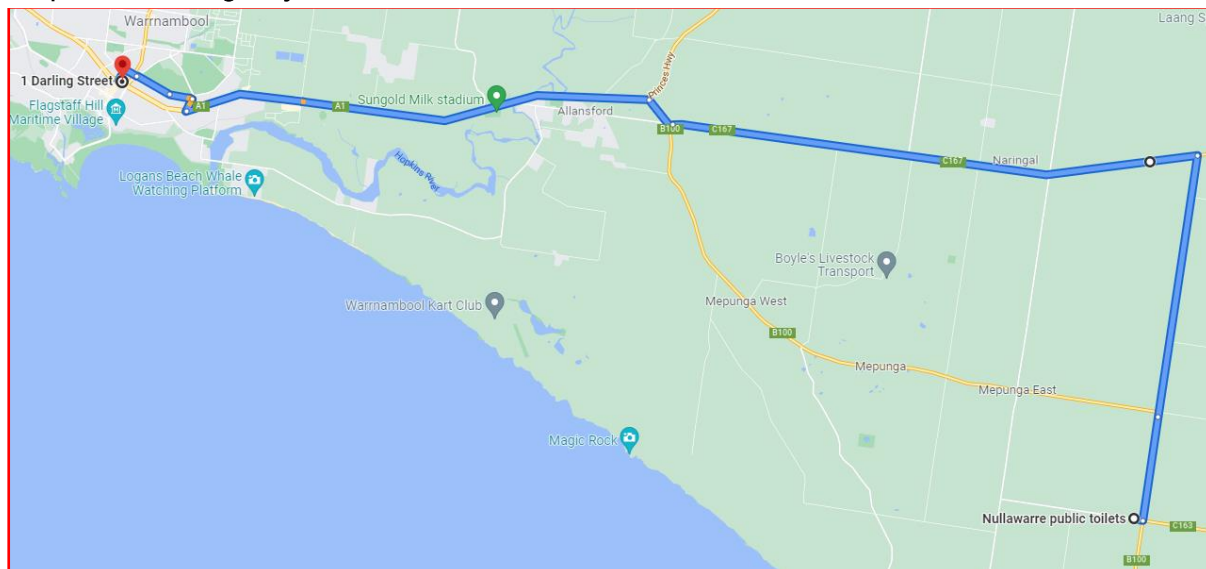 Warrnambool
Laang S
1 Darling Street
A1
A1
Sungold Milk stadium
Princes Hwy
Flagstaff Hill
Maritime Village
Allansford
B100
C167
C167
Naringal
Hopkins River
Logans Beach Whale
Watching Platform
Boyle's Livestock
Transport
Warrnambool Kart Club
Mepunga West
B100
Mepunga
Mepunga East
Magic Rock
Nullawarre public toilets
C163
B100